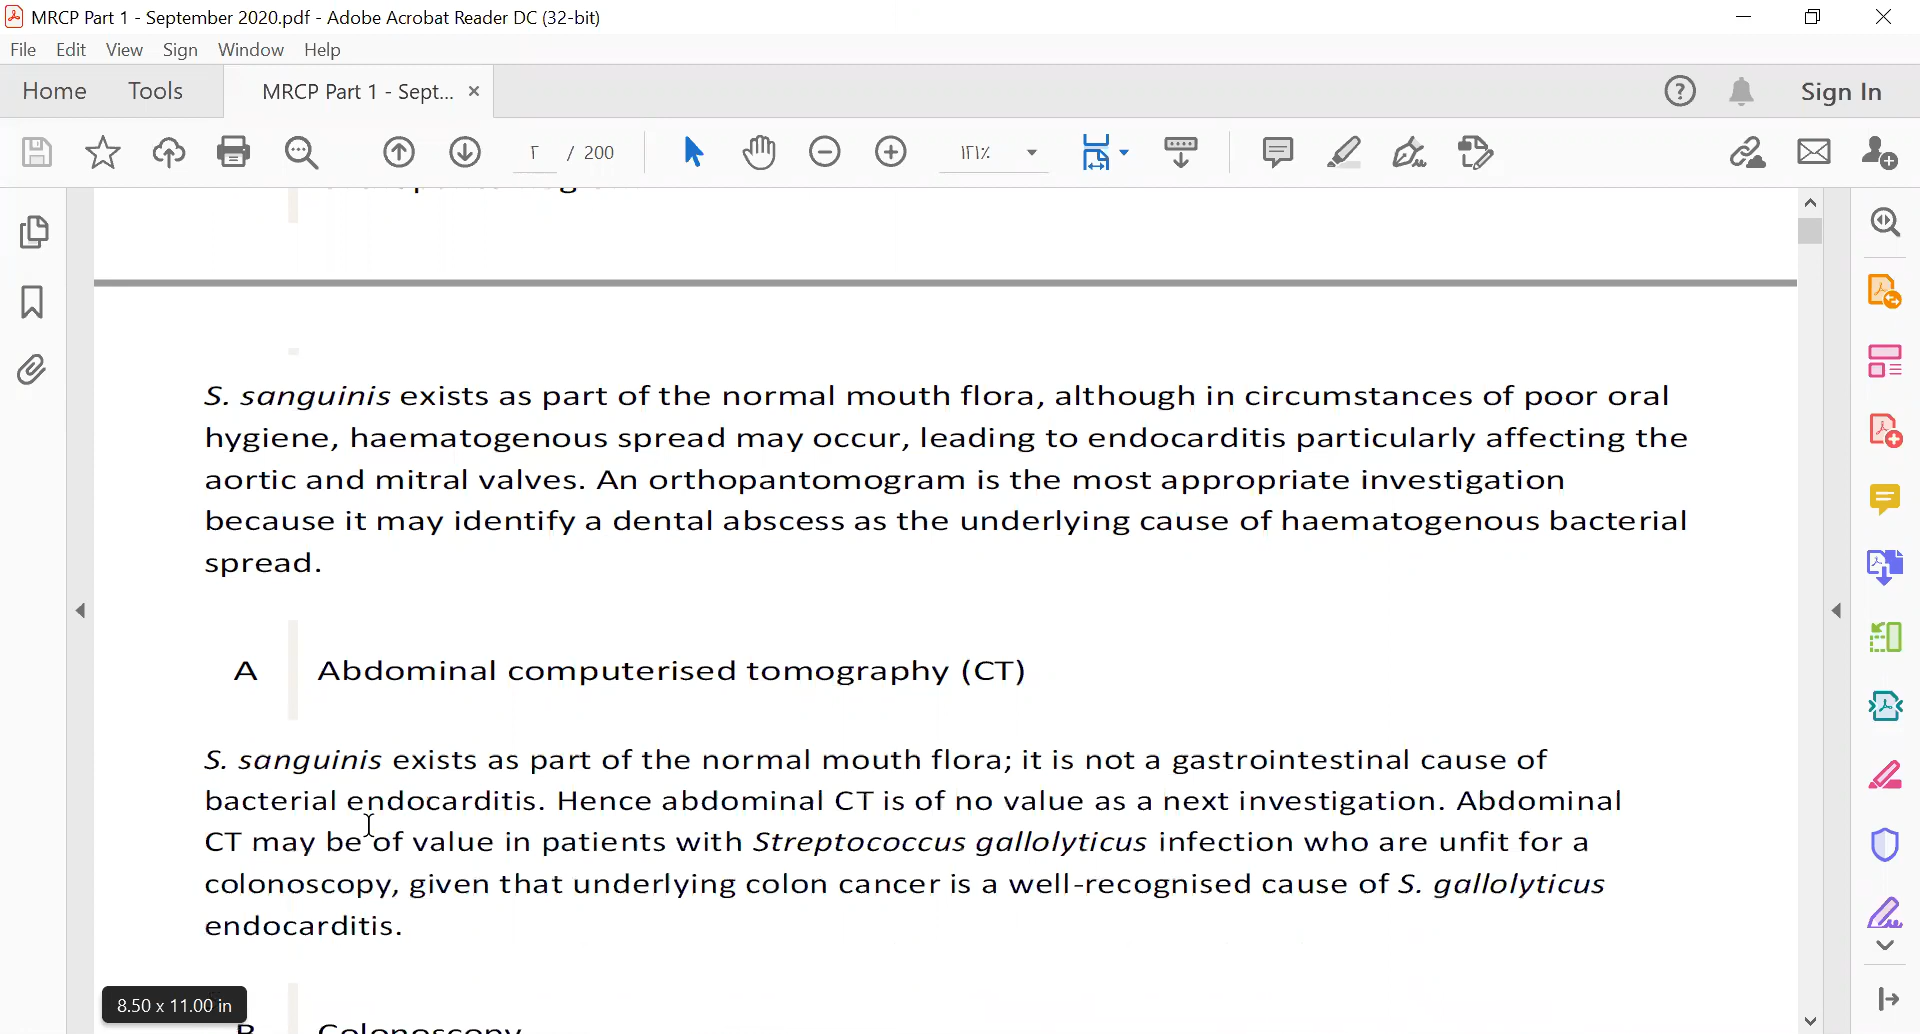 MRCP Part 1 - September 2020.pdf - Adobe Acrobat Reader DC (32-bit)
File Edit View Sign Window Help
Home Tools MRCP Part 1 - Sept... Sign In
٢ / 200 ١٢١٪
S. sanguinis exists as part of the normal mouth flora, although in circumstances of poor oral
hygiene, haematogenous spread may occur, leading to endocarditis particularly affecting the
aortic and mitral valves. An orthopantomogram is the most appropriate investigation
because it may identify a dental abscess as the underlying cause of haematogenous bacterial
spread.
A Abdominal computerised tomography (CT)
S. sanguinis exists as part of the normal mouth flora; it is not a gastrointestinal cause of
bacterial endocarditis. Hence abdominal CT is of no value as a next investigation. Abdominal
CT may be of value in patients with Streptococcus gallolyticus infection who are unfit for a
colonoscopy, given that underlying colon cancer is a well-recognised cause of S. gallolyticus
endocarditis.
8.50 x 11.00 in
B Colonoscopy